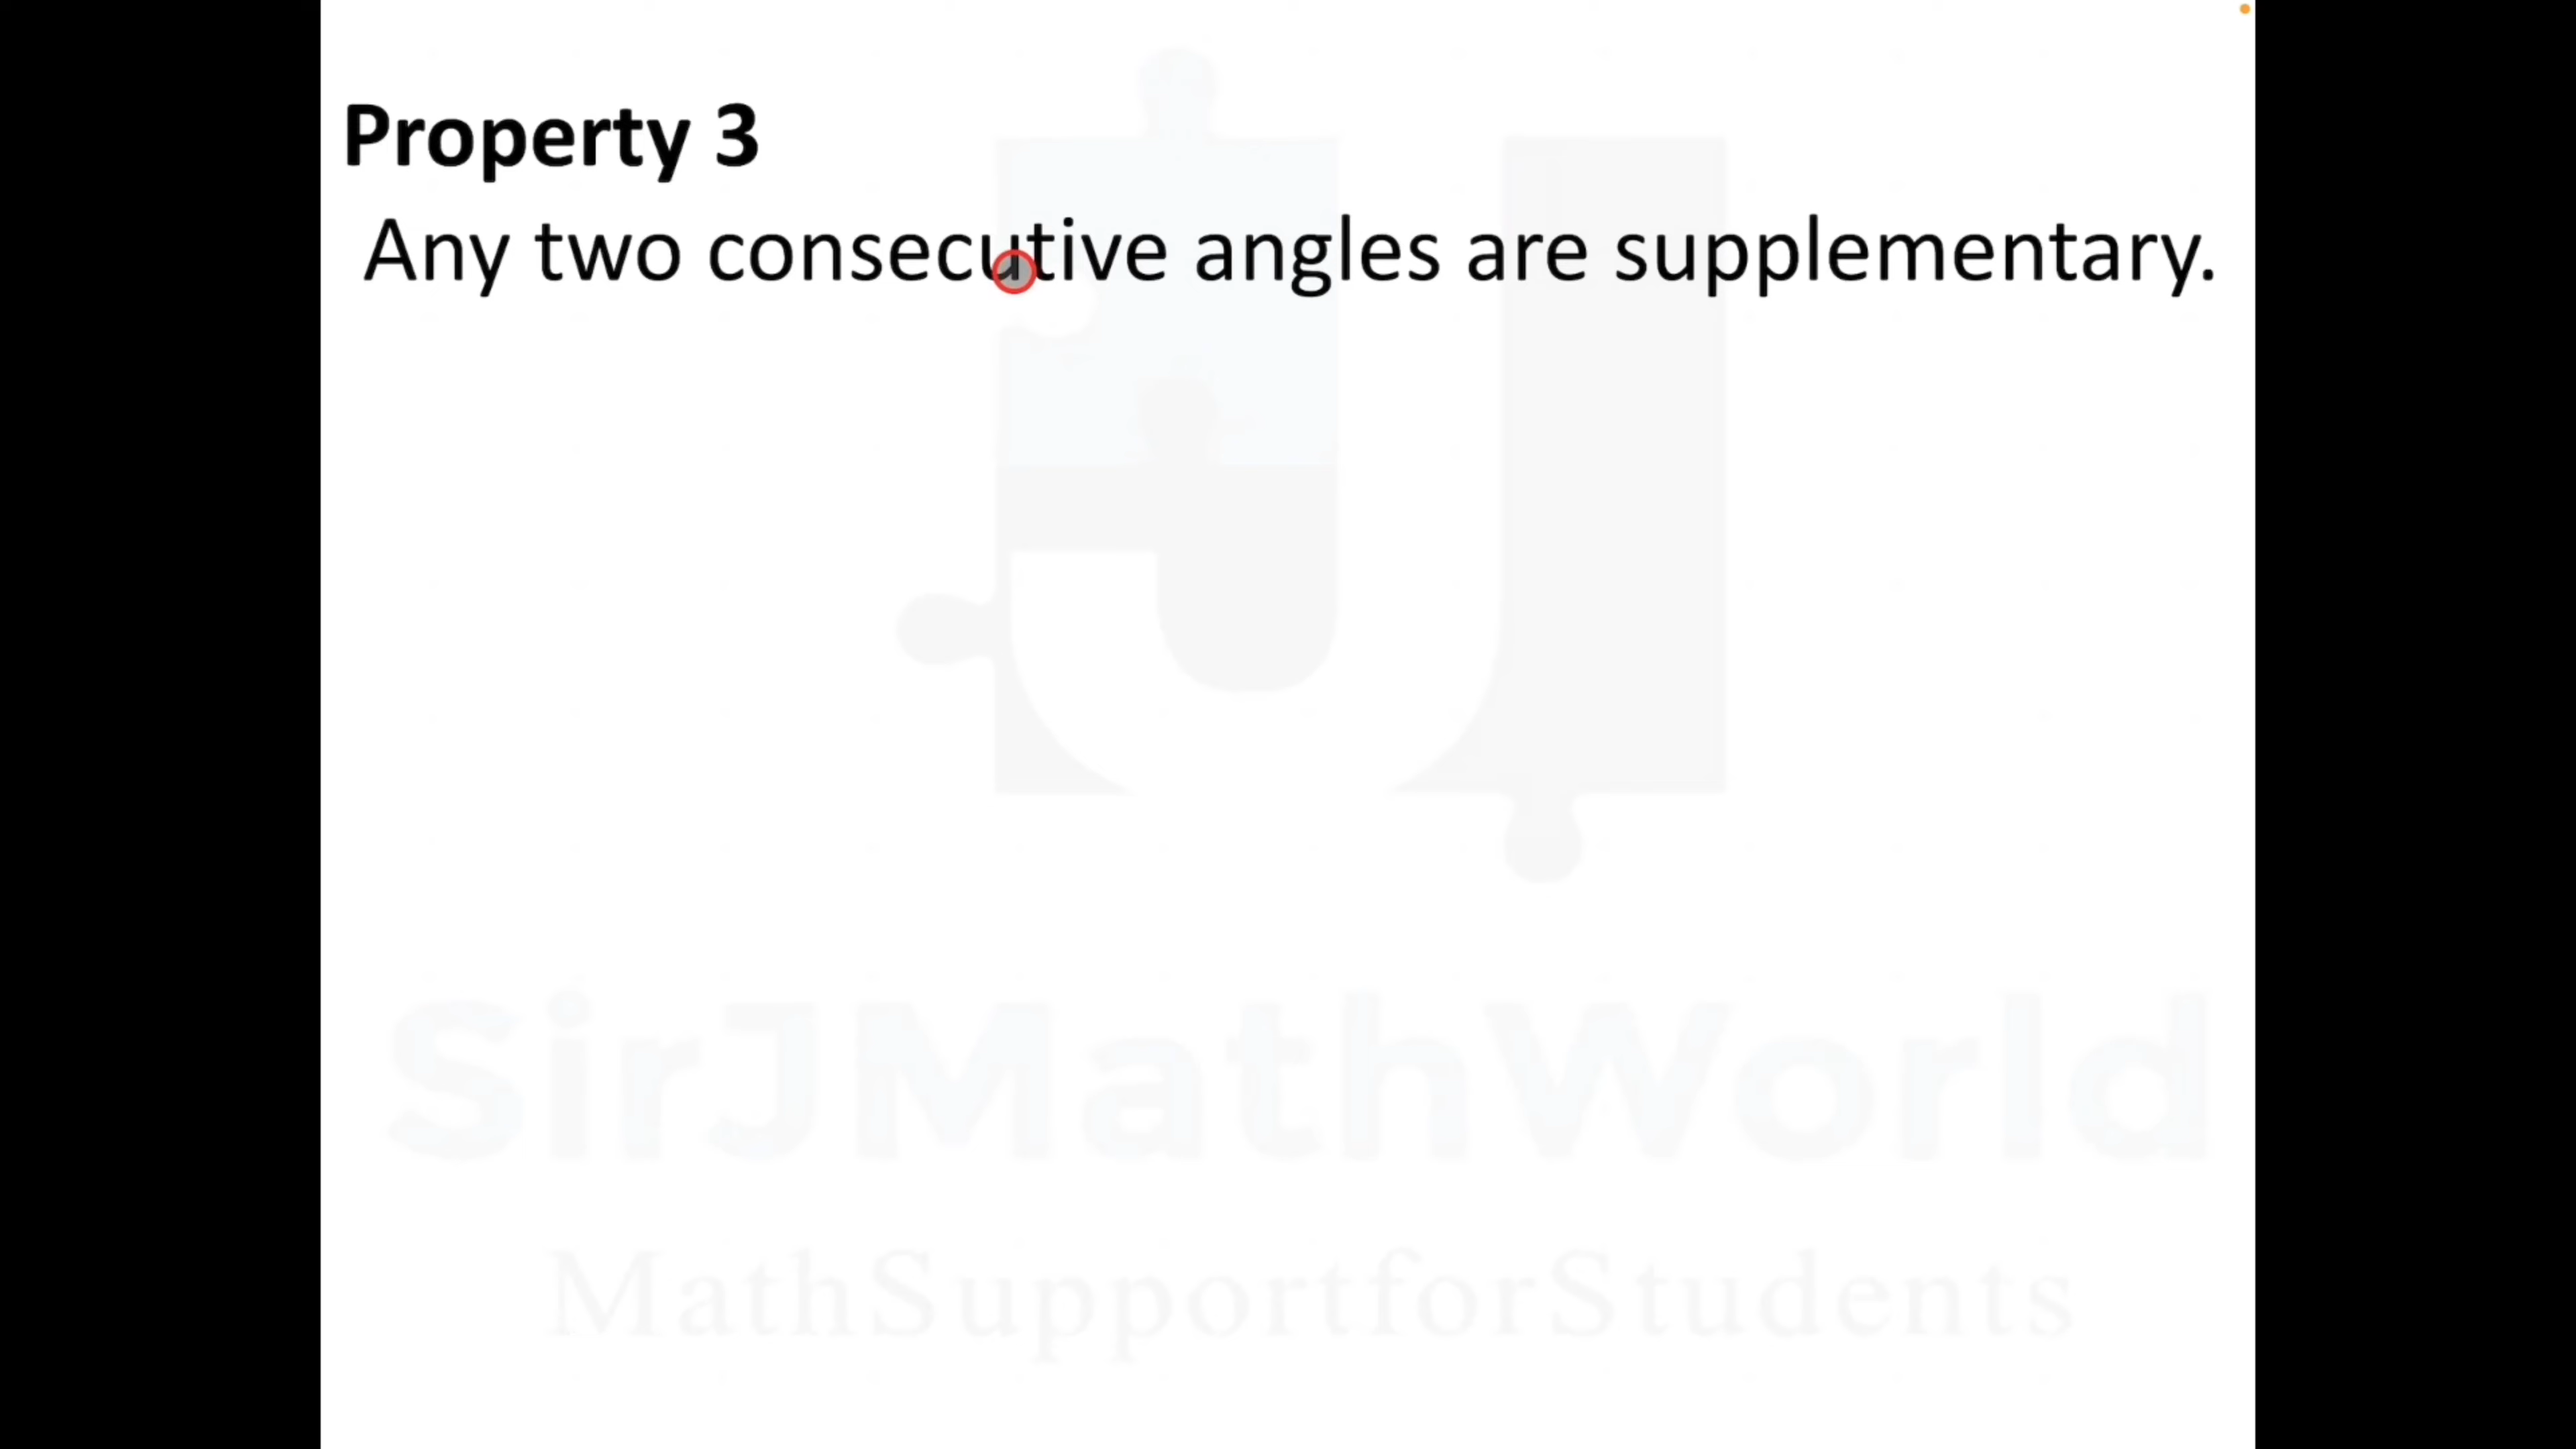 Property 3
Any two consecutive angles are supplementary.
SirJMathWorld
MathSupportforStudents